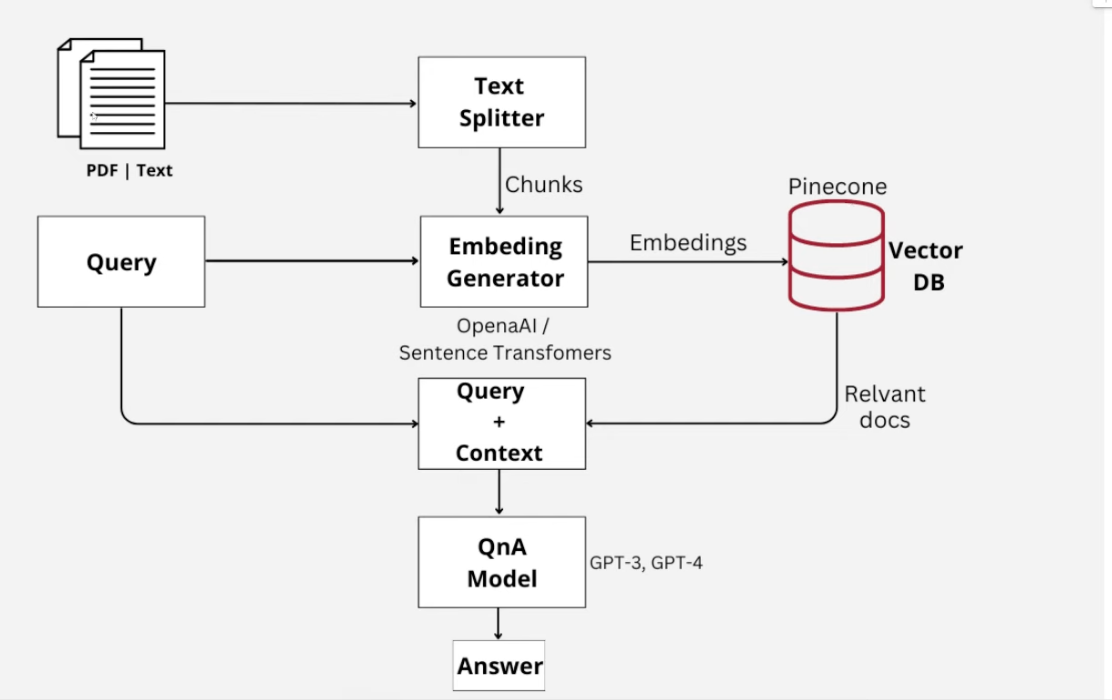 Text
Splitter
PDF | Text
Chunks
Pinecone
Query
Embeding
Generator
Embedings
Vector
DB
OpenaAI /
Sentence Transfomers
Query
+
Context
Relvant
docs
QnA
Model
GPT-3, GPT-4
Answer